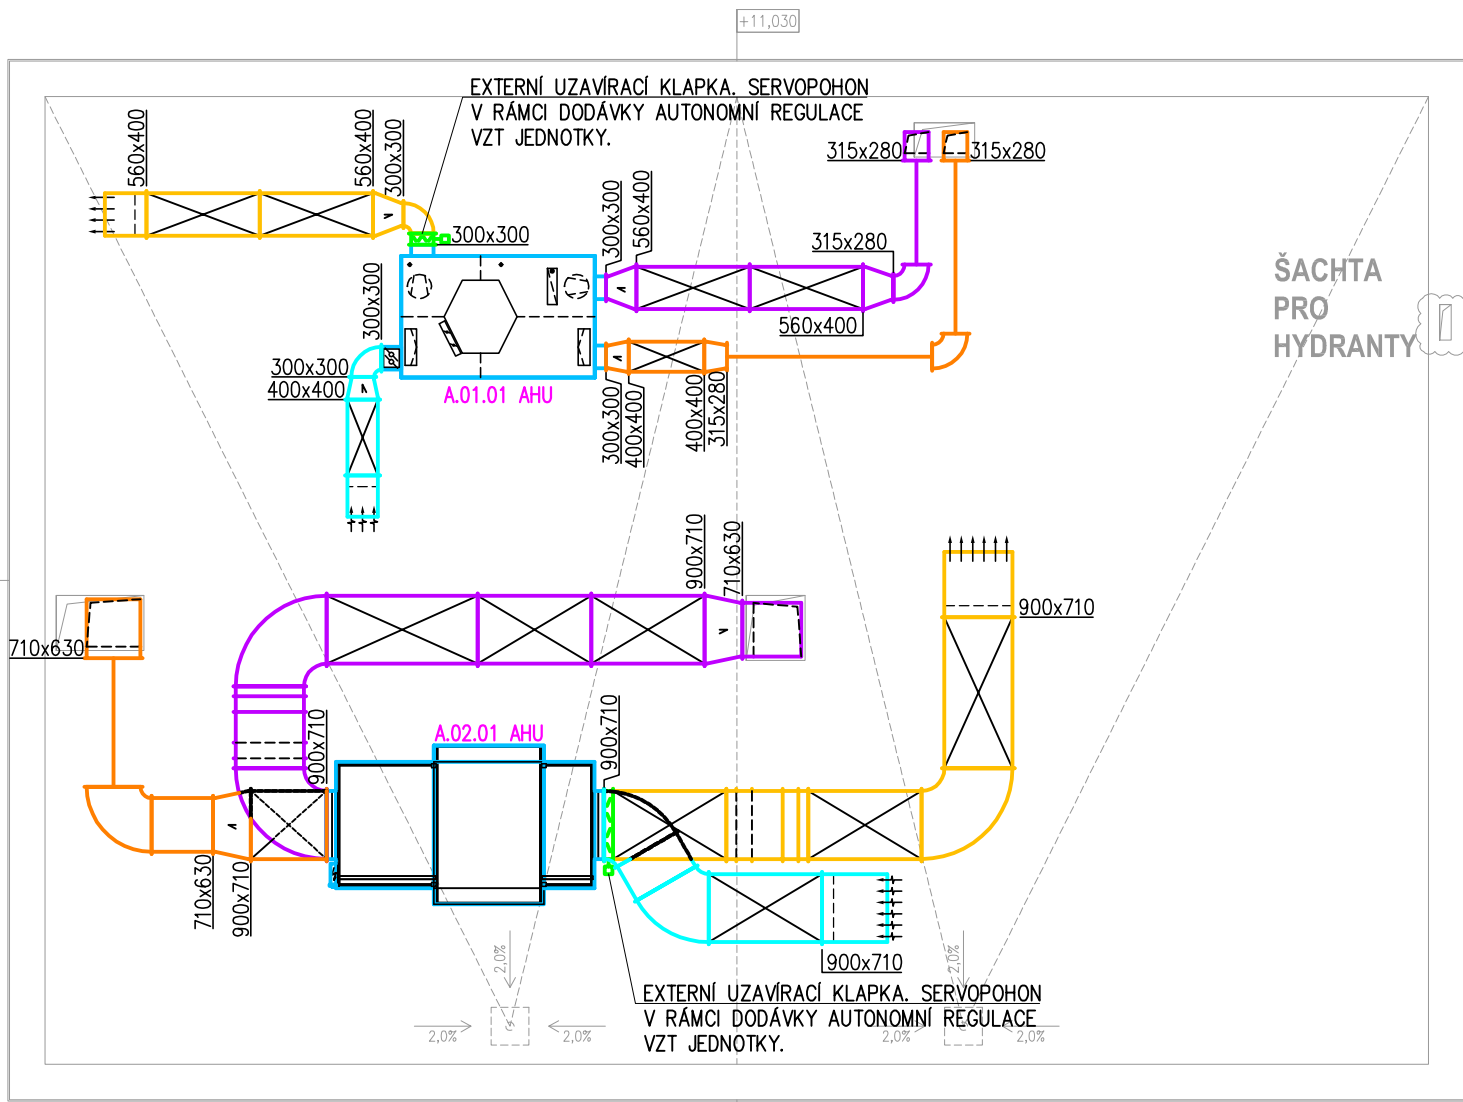 +11,030
EXTERNÍ UZAVÍRACÍ KLAPKA. SERVOPOHON
V RÁMCI DODÁVKY AUTONOMNÍ REGULACE
VZT JEDNOTKY.
560x400
560x400
300x300
315x280
315x280
300x300
300x300
560x400
315x280
560x400
ŠACHTA
PRO
HYDRANTY
300x300
300x300
400x400
A.01.01 AHU
300x300
400x400
400x400
315x280
900x710
710x630
900x710
710x630
900x710
A.02.01 AHU
900x710
710x630
900x710
900x710
2,0%
2,0%
EXTERNÍ UZAVÍRACÍ KLAPKA. SERVOPOHON
V RÁMCI DODÁVKY AUTONOMNÍ REGULACE
VZT JEDNOTKY.
2,0%
2,0%
2,0%
2,0%